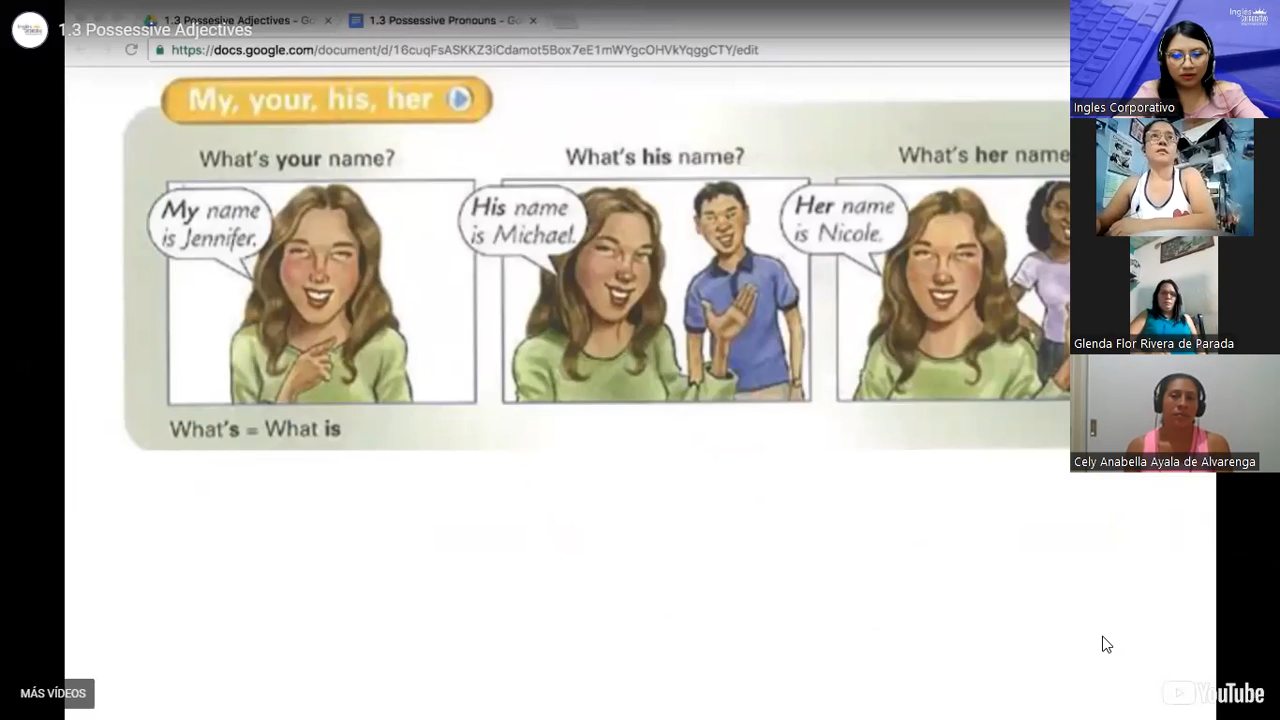 1.3 Possessive Adjectives
1.3 Possesive Adjectives - Go
1.3 Possessive Pronouns - Go
https://docs.google.com/document/d/16cuqFsASKKZ3iCdamot5Box7eE1mWYgcOHVkYqggCTY/edit
My, your, his, her
What's your name?
What's his name?
What's her name
My name
is Jennifer.
His name
is Michael.
Her name
is Nicole.
What's = What is
Ingles Corporativo
Glenda Flor Rivera de Parada
Cely Anabella Ayala de Alvarenga
MÁS VÍDEOS
YouTube